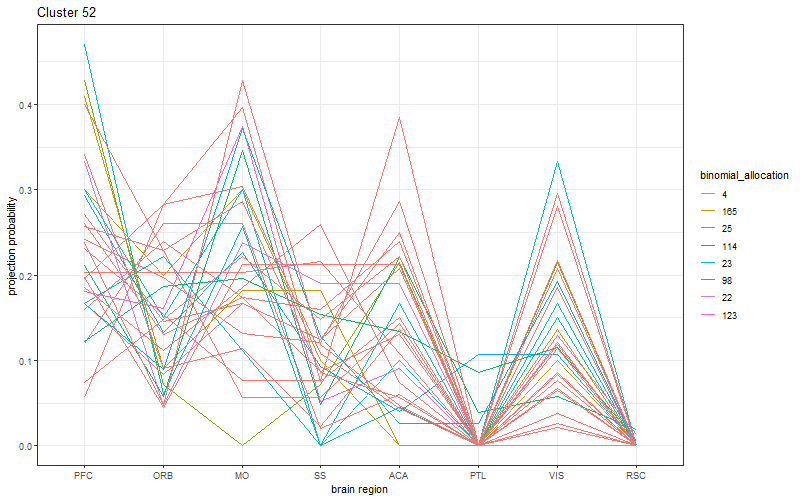 Cluster 52
projection probability
0.4
0.3
0.2
0.1
0.0
PFC ORB MO SS ACA PTL VIS RSC
brain region
binomial_allocation
4
165
25
114
23
98
22
123